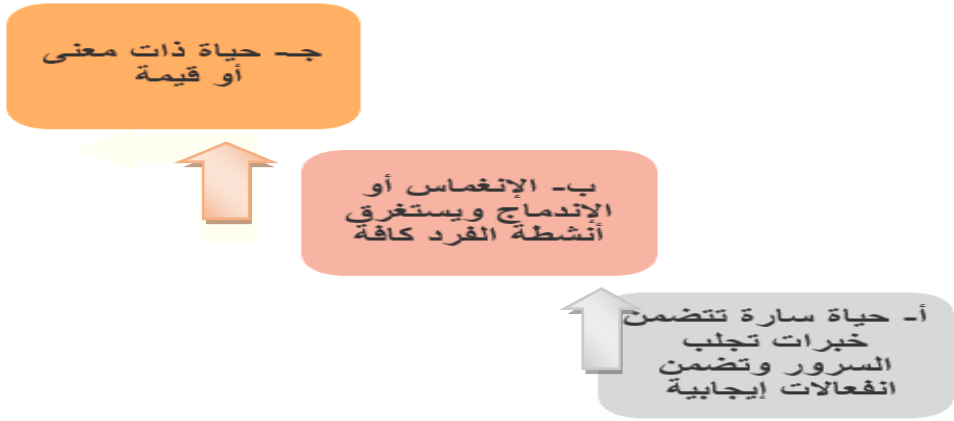 جـ- حياة ذات معنى
أو قيمة
ب- الإنغماس أو
الإندماج ويستغرق
أنشطة الفرد كافة
أ- حياة سارة تتضمن
خبرات تجلب
السرور وتضمن
انفعالات إيجابية